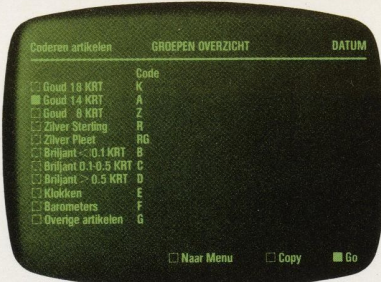 Coderen artikelen GROEPEN OVERZICHT DATUM
Code
Goud 18 KRT K
Goud 14 KRT A
Goud 8 KRT Z
Zilver Sterling R
Zilver Pleet RG
Briljant <:0.1 KRT B
Briljant 0.1-0.5 KRT C
Briljant > 0.5 KRT D
Klokken E
Barometers F
Overige artikelen G
Naar Menu Copy Go